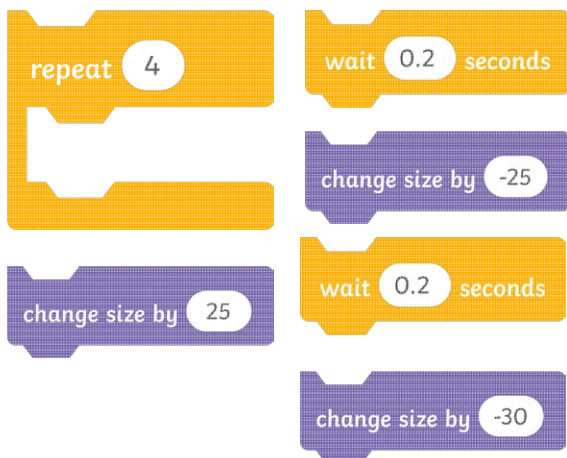 repeat 4
change size by 25
wait 0.2 seconds
change size by -25
wait 0.2 seconds
change size by -30